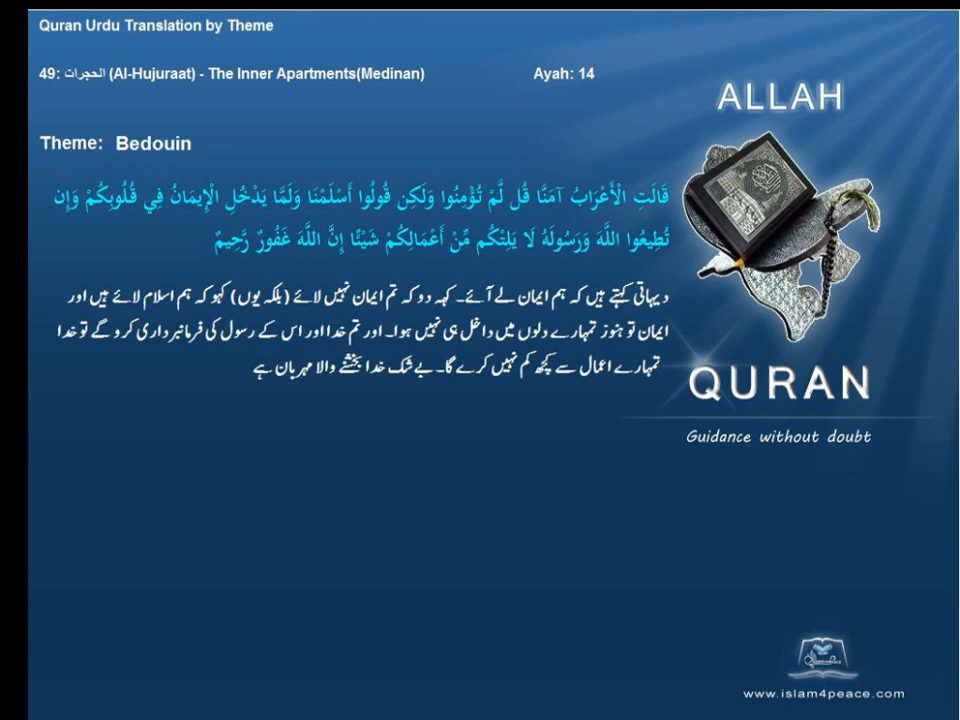 Quran Urdu Translation by Theme
49: الحجرات (Al-Hujuraat) - The Inner Apartments(Medinan) Ayah: 14
ALLAH
Theme: Bedouin
قَالَتِ الْأَعْرَابُ آمَنَّا قُل لَّمْ تُؤْمِنُوا وَلَكِن قُولُوا أَسْلَمْنَا وَلَمَّا يَدْخُلِ الْإِيمَانُ فِي قُلُوبِكُمْ وَإِن
تُطِيعُوا اللَّهَ وَرَسُولَهُ لَا يَلِتْكُم مِّنْ أَعْمَالِكُمْ شَيْئًا إِنَّ اللَّهَ غَفُورٌ رَّحِيمٌ
دیہاتی کہتے ہیں کہ ہم ایمان لے آئے۔ کہہ دو کہ تم ایمان نہیں لائے (بلکہ یوں) کہو کہ ہم اسلام لائے ہیں اور
ایمان تو ہنوز تمہارے دلوں میں داخل ہی نہیں ہوا۔ اور تم خدا اور اس کے رسول کی فرمانبرداری کرو گے تو خدا
تمہارے اعمال سے کچھ کم نہیں کرے گا۔ بے شک خدا بخشنے والا مہربان ہے
QURAN
Guidance without doubt
www.islam4peace.com